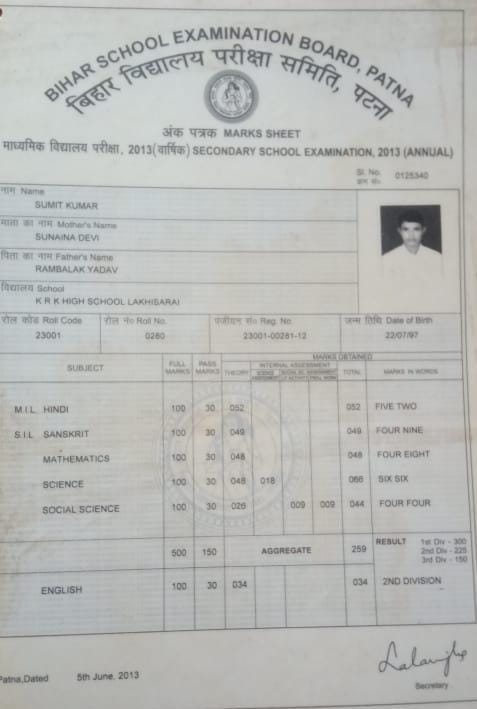 BIHAR SCHOOL EXAMINATION BOARD, PATNA
बिहार विद्यालय परीक्षा समिति, पटना
अंक पत्रक MARKS SHEET
माध्यमिक विद्यालय परीक्षा, 2013(वार्षिक) SECONDARY SCHOOL EXAMINATION, 2013 (ANNUAL)
Sl. No. 0125340
क्रम सं०
नाम Name
SUMIT KUMAR
माता का नाम Mother's Name
SUNAINA DEVI
पिता का नाम Father's Name
RAMBALAK YADAV
विद्यालय School
K R K HIGH SCHOOL LAKHISARAI
रोल कोड Roll Code रोल नं० Roll No. पंजीयन सं० Reg. No. जन्म तिथि Date of Birth
23001 0280 23001-00281-12 22/07/97
SUBJECT FULL MARKS PASS MARKS MARKS OBTAINED
THEORY INTERNAL ASSESSMENT TOTAL MARKS IN WORDS
M.I.L HINDI 100 30 052 052 FIVE TWO
S.I.L SANSKRIT 100 30 049 049 FOUR NINE
MATHEMATICS 100 30 048 048 FOUR EIGHT
SCIENCE 100 30 048 018 066 SIX SIX
SOCIAL SCIENCE 100 30 026 009 009 044 FOUR FOUR
500 150 AGGREGATE 259 RESULT 1st Div - 300
2nd Div - 225
3rd Div - 150
ENGLISH 100 30 034 034 2ND DIVISION
Patna,Dated 5th June, 2013
Secretary